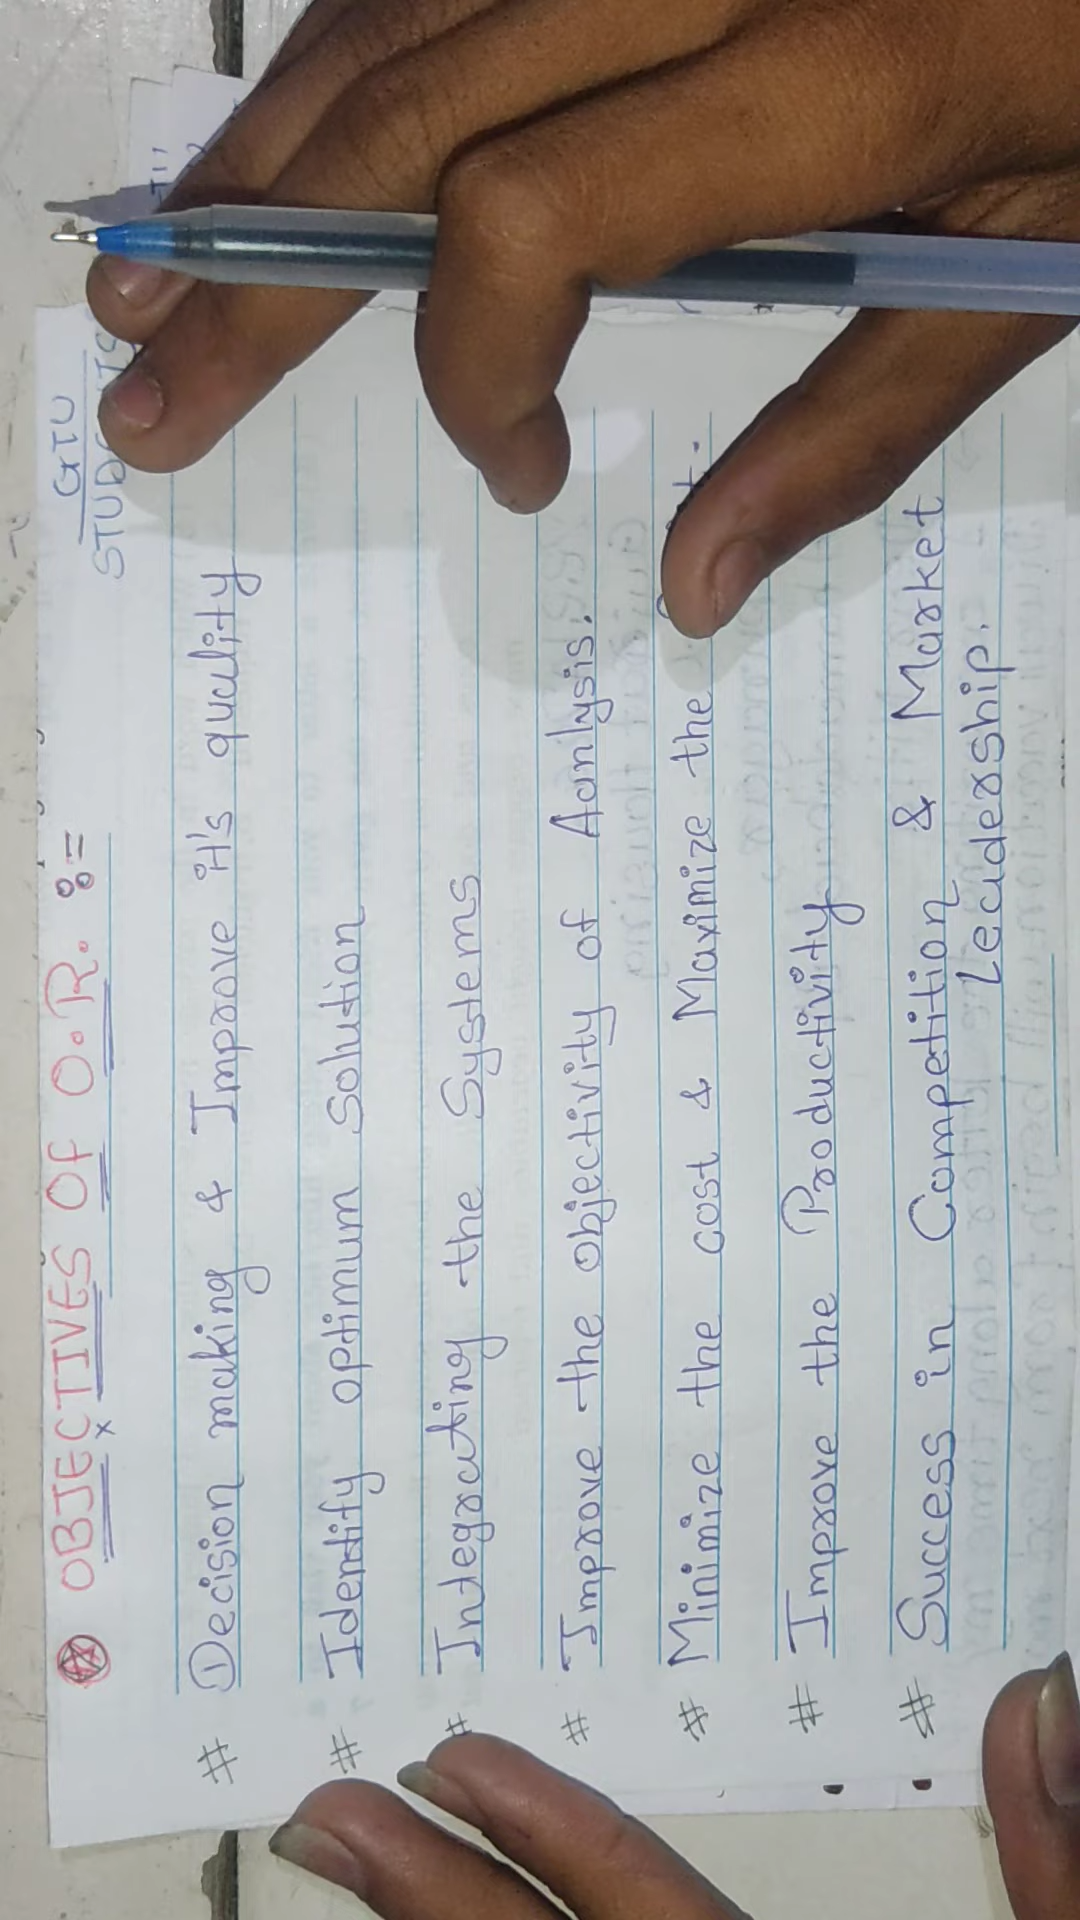 GTU
OBJECTIVES OF O.R. :=
# Decision making & Improve it's quality
# Identify optimum solution
# Integrating the Systems
# Improve the objectivity of Aanlysis.
# Minimize the cost & Maximize the
# Improve the Productivity
# Success in Competition & Market
Leadership.